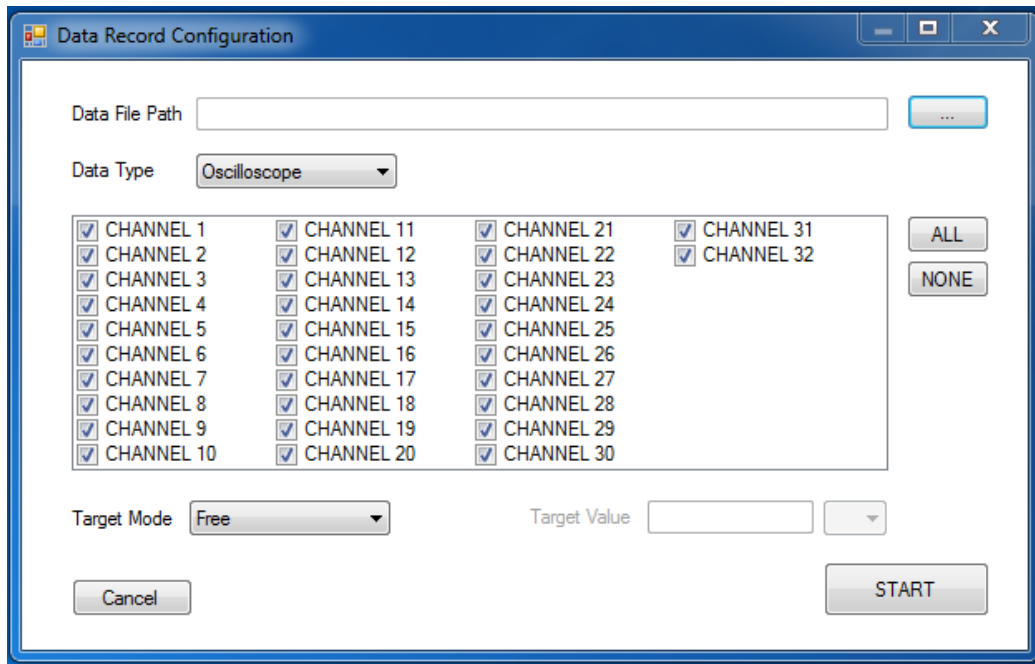 Data Record Configuration
Data File Path ...
Data Type Oscilloscope
CHANNEL 1 CHANNEL 11 CHANNEL 21 CHANNEL 31
CHANNEL 2 CHANNEL 12 CHANNEL 22 CHANNEL 32
CHANNEL 3 CHANNEL 13 CHANNEL 23
CHANNEL 4 CHANNEL 14 CHANNEL 24
CHANNEL 5 CHANNEL 15 CHANNEL 25
CHANNEL 6 CHANNEL 16 CHANNEL 26
CHANNEL 7 CHANNEL 17 CHANNEL 27
CHANNEL 8 CHANNEL 18 CHANNEL 28
CHANNEL 9 CHANNEL 19 CHANNEL 29
CHANNEL 10 CHANNEL 20 CHANNEL 30
ALL
NONE
Target Mode Free Target Value
Cancel START